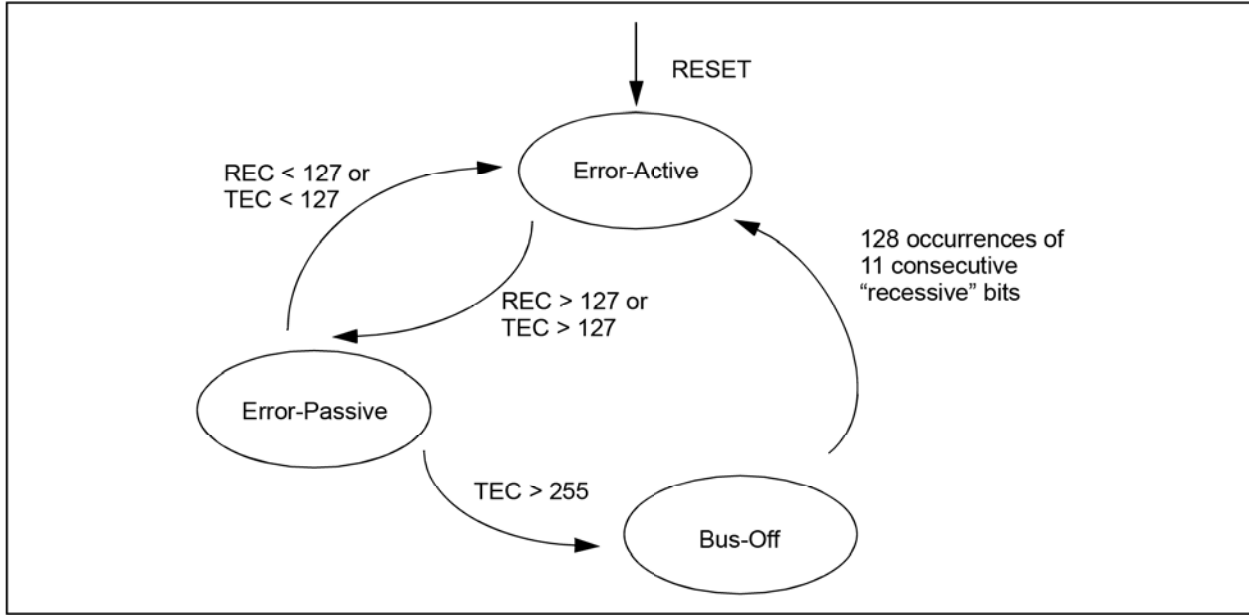 RESET
Error-Active
REC < 127 or
TEC < 127
128 occurrences of
11 consecutive
“recessive” bits
REC > 127 or
TEC > 127
Error-Passive
TEC > 255
Bus-Off